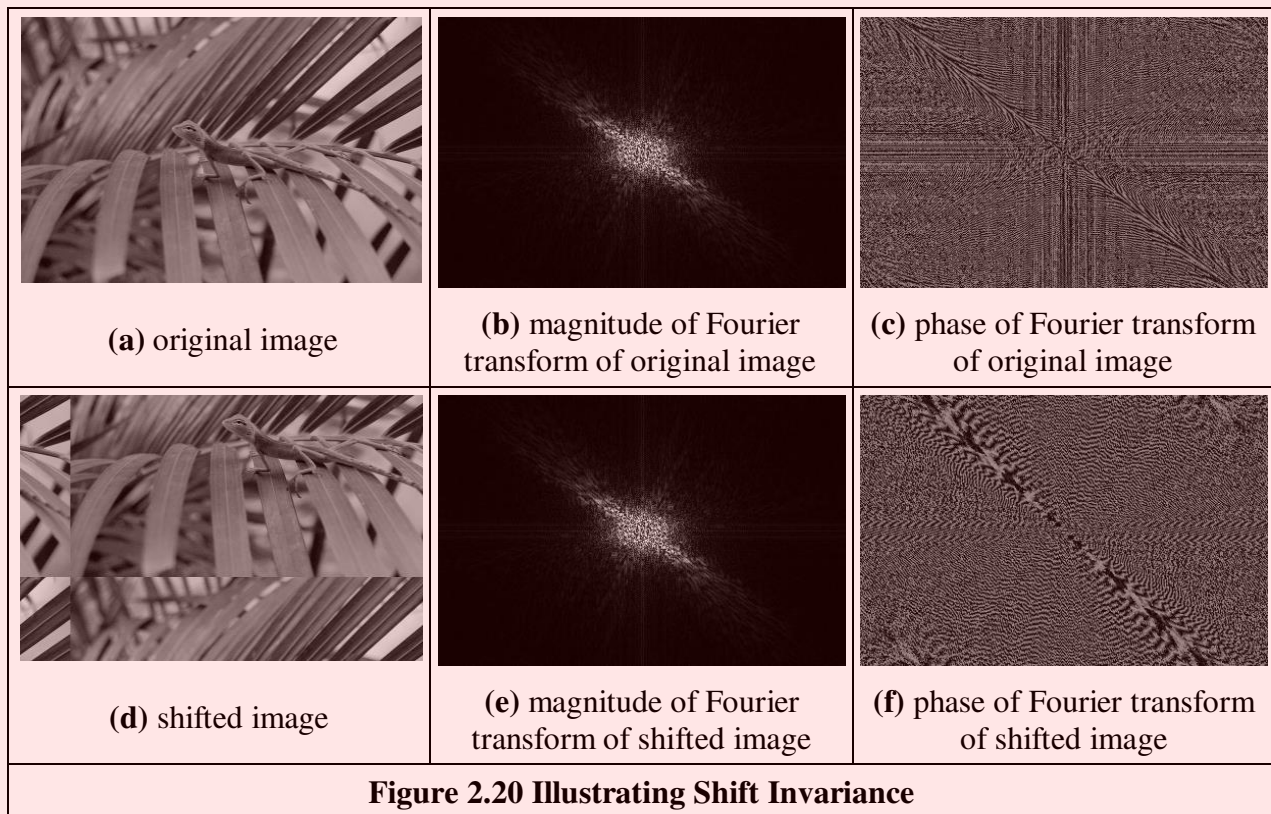 (a) original image
(b) magnitude of Fourier
transform of original image
(c) phase of Fourier transform
of original image
(d) shifted image
(e) magnitude of Fourier
transform of shifted image
(f) phase of Fourier transform
of shifted image
Figure 2.20 Illustrating Shift Invariance